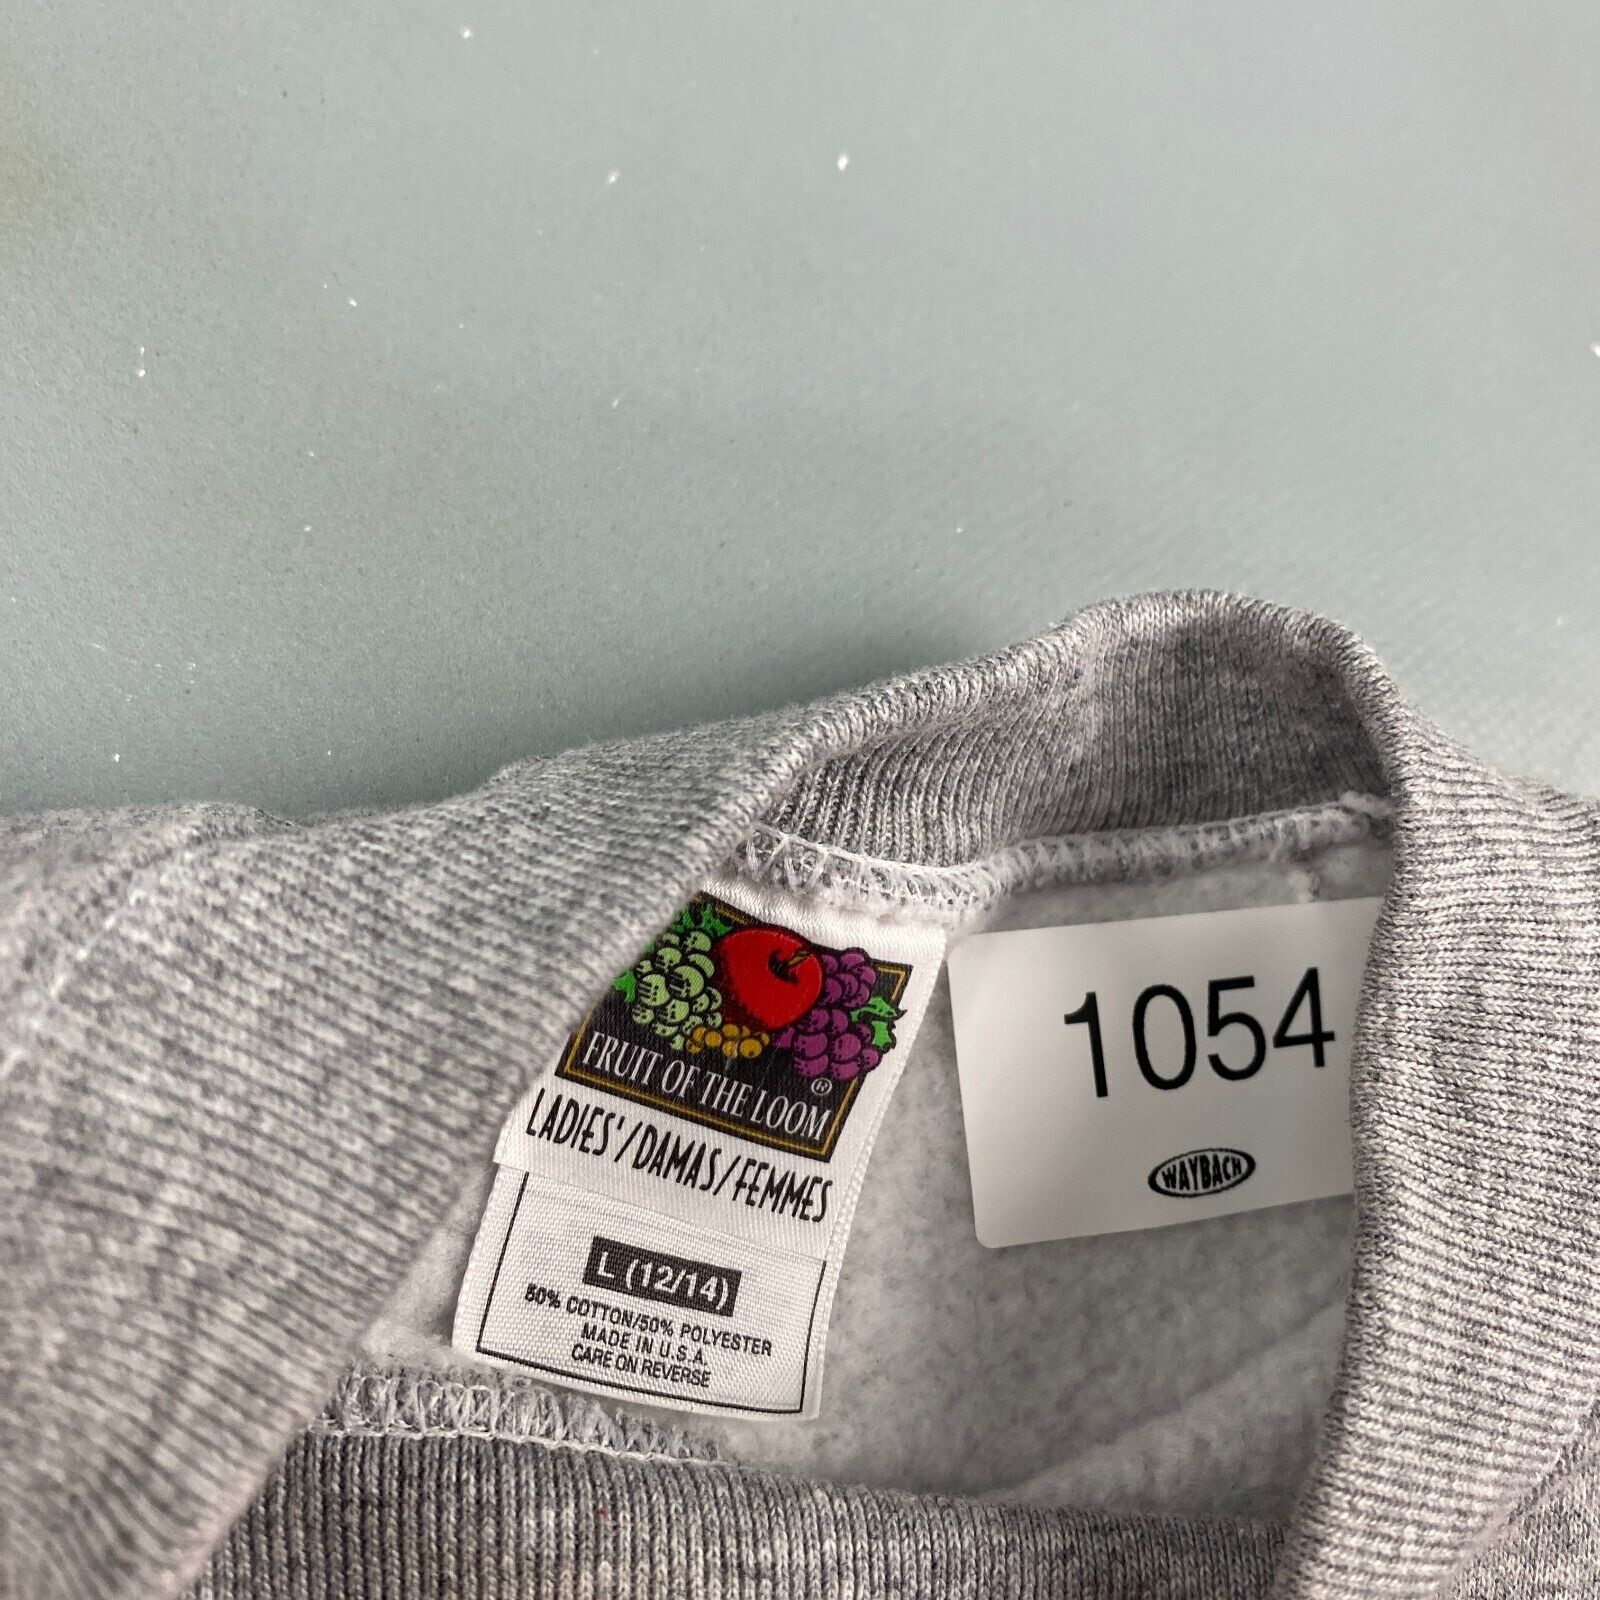 FRUIT OF THE LOOM ®
LADIES'/DAMAS/FEMMES
L (12/14)
50% COTTON/50% POLYESTER
MADE IN U.S.A.
CARE ON REVERSE
1054
WAYBACH